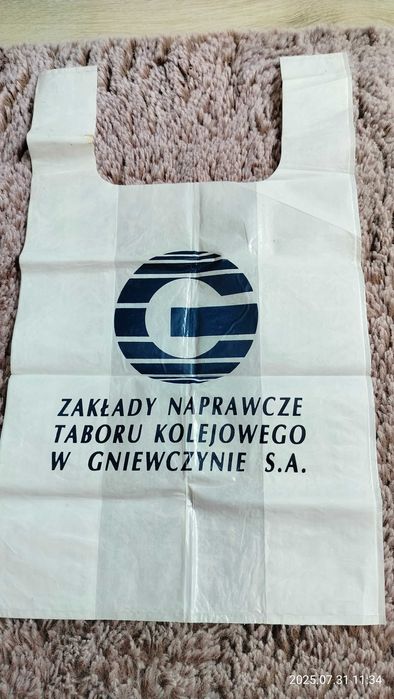 G
ZAKŁADY NAPRAWCZE
TABORU KOLEJOWEGO
W GNIEWCZYNIE S.A.
2025.07.31 11:34